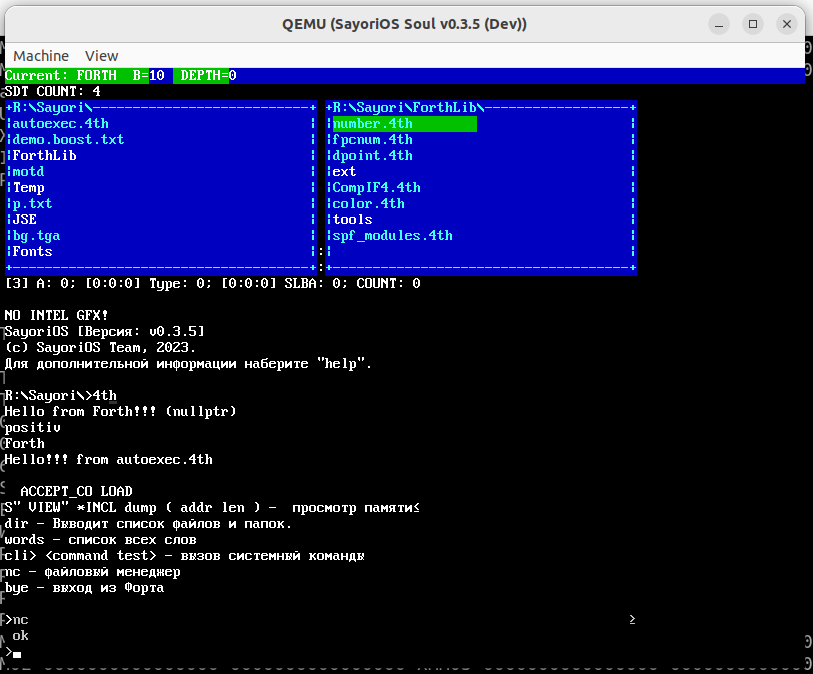 QEMU (SayoriOS Soul v0.3.5 (Dev))
Machine View
Current: FORTH B=10 DEPTH=0
SDT COUNT: 4
+R:\Sayori\----------------------------+ +R:\Sayori\ForthLib\------------------+
¦autoexec.4th ¦ ¦number.4th ¦
¦demo.boost.txt ¦ ¦fpcnum.4th ¦
¦ForthLib ¦ ¦dpoint.4th ¦
¦motd ¦ ¦ext ¦
¦Temp ¦ ¦CompIF4.4th ¦
¦p.txt ¦ ¦color.4th ¦
¦JSE ¦ ¦tools ¦
¦bg.tga ¦ ¦spf_modules.4th ¦
¦Fonts ¦:¦ ¦
+--------------------------------------+:+-------------------------------------+
[3] A: 0; [0:0:0] Type: 0; [0:0:0] SLBA: 0; COUNT: 0
NO INTEL GFX!
SayoriOS [Версия: v0.3.5]
(c) SayoriOS Team, 2023.
Для дополнительной информации наберите "help".
R:\Sayori\>4th
Hello from Forth!!! (nullptr)
positiv
Forth
Hello!!! from autoexec.4th
ACCEPT_CO LOAD
S" VIEW" *INCL dump ( addr len ) - просмотр памяти≤
dir - Выводит список файлов и папок.
words - список всех слов
cli> <command test> - вызов системный команды
nc - файловый менеджер
bye - выход из Форта
>nc ≥
ok
>